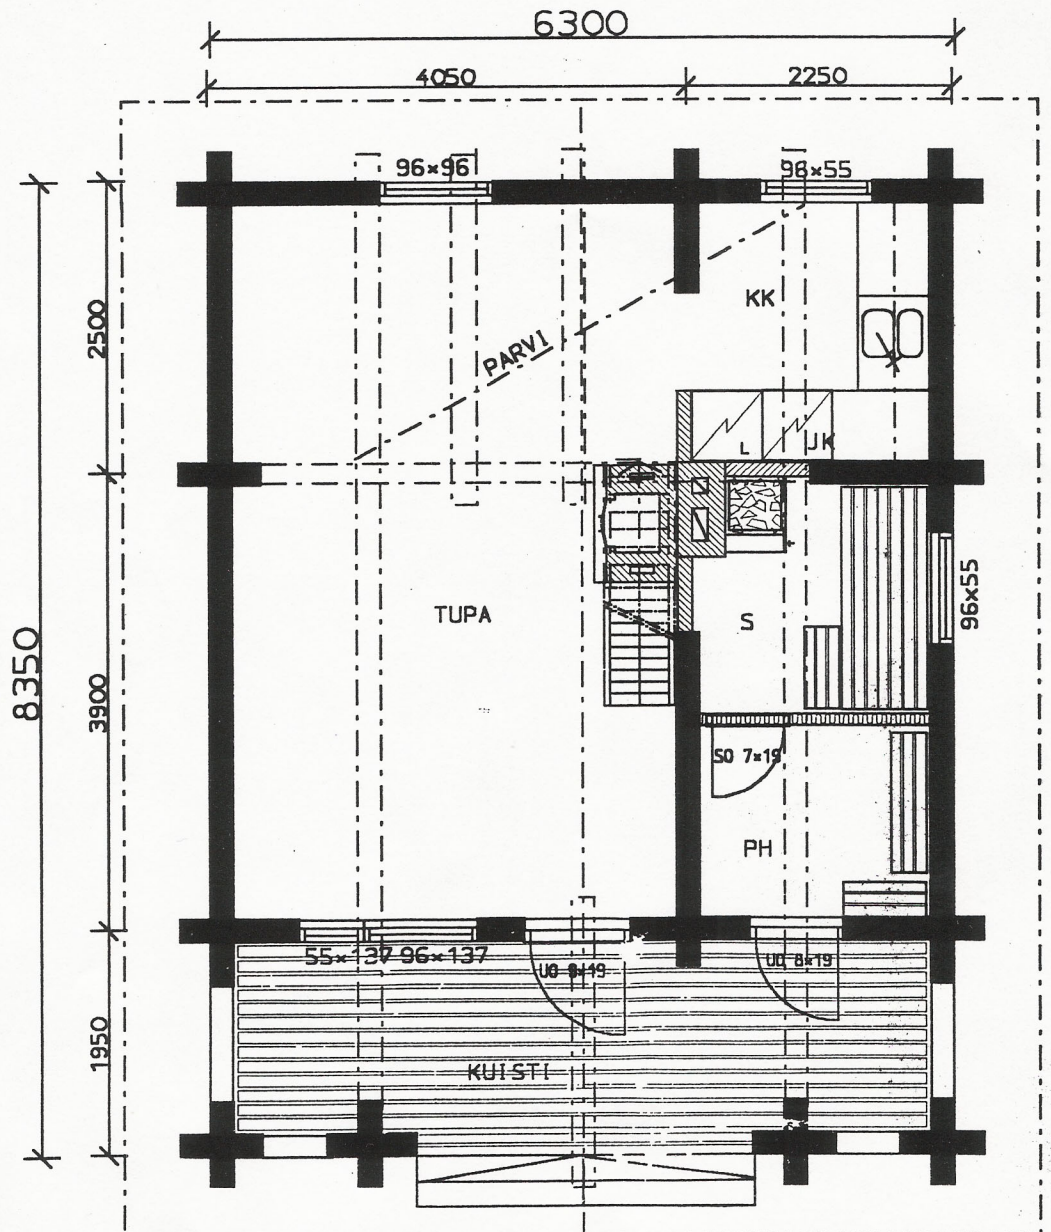 6300
4050 2250
96×96 96×55
2500
KK
PARVI
L JK
96×55
TUPA S
8350
3900
SO 7×19
PH
55×137 96×137
UO 9×19 UO 8×19
1950
KUISTI